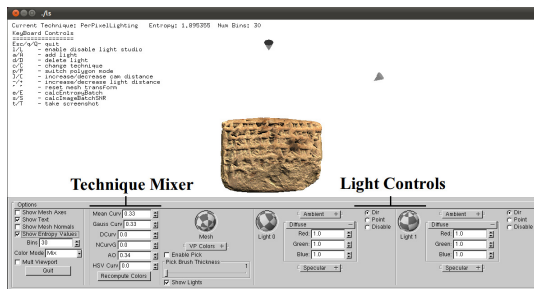 ./ls
Current Technique: PerPixelLighting Entropy: 1,895355 Num Bins: 30
KeyBoard Controls
=================
Esc/q/Q- quit
l/L - enable disable light studio
a/A - add light
d/D - delete light
c/C - change technique
p/P - switch polygon mode
]/[ - increase/decrease cam distance
-/+ - increase/decrease light distance
- reset mesh transform
e/E - calcEntropyBatch
s/S - calcImageBatchSNR
t/T - take screenshot
Technique Mixer
Light Controls
Options
Show Mesh Axes
Show Text
Show Mesh Normals
Show Entropy Values
Bins 30
Color Mode Mix
Mult Viewport
Quit
Mean Curv 0.33
Gauss Curv 0.33
DCurv 0.0
NCurvG 0.0
AO 0.34
HSV Curv 0.0
Recompute Colors
Mesh
VP Colors +
Enable Pick
Pick Brush Thickness
1
Show Lights
Light 0
Ambient +
Diffuse -
Red 1.0
Green 1.0
Blue 1.0
Specular +
Dir
Point
Disable
Light 1
Ambient +
Diffuse -
Red 1.0
Green 1.0
Blue 1.0
Specular +
Dir
Point
Disable